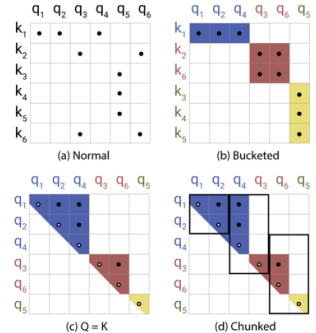 q1 q2 q3 q4 q5 q6
k1
k2
k3
k4
k5
k6
(a) Normal
q1 q2 q4 q3 q6 q5
k1
k2
k6
k3
k4
k5
(b) Bucketed
q1 q2 q4 q3 q6 q5
q1
q2
q4
q3
q6
q5
(c) Q = K
q1 q2 q4 q3 q6 q5
q1
q2
q4
q3
q6
q5
(d) Chunked